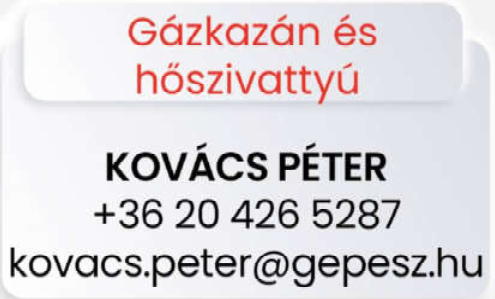 Gázkazán és
hőszivattyú
KOVÁCS PÉTER
+36 20 426 5287
kovacs.peter@gepesz.hu